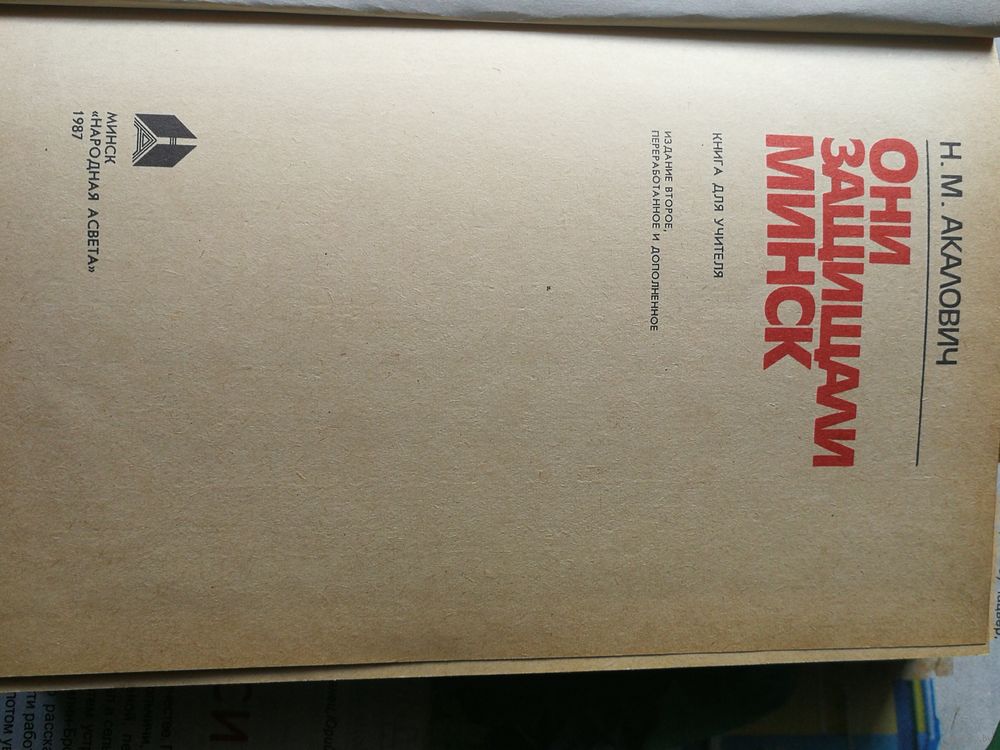 Н. М. АКАЛОВИЧ
ОНИ
ЗАЩИЩАЛИ
МИНСК
КНИГА ДЛЯ УЧИТЕЛЯ
ИЗДАНИЕ ВТОРОЕ,
ПЕРЕРАБОТАННОЕ И ДОПОЛНЕННОЕ
МИНСК
«НАРОДНАЯ АСВЕТА»
1987